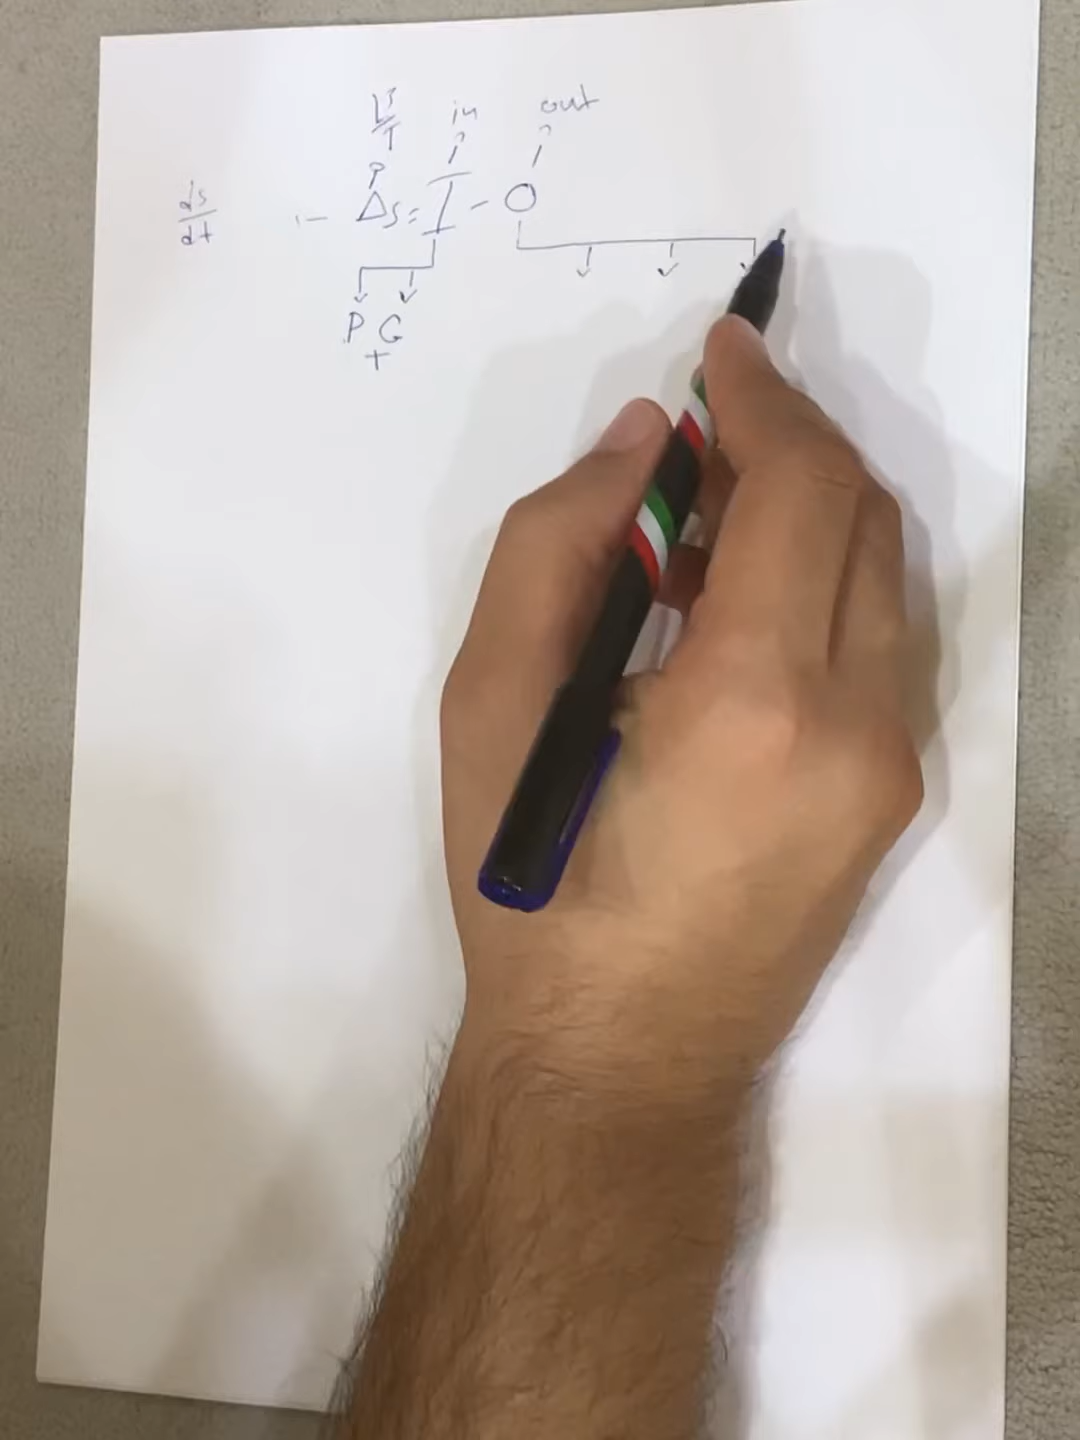 L³/T in out
ds/dt - ΔS = I - O
P G
+